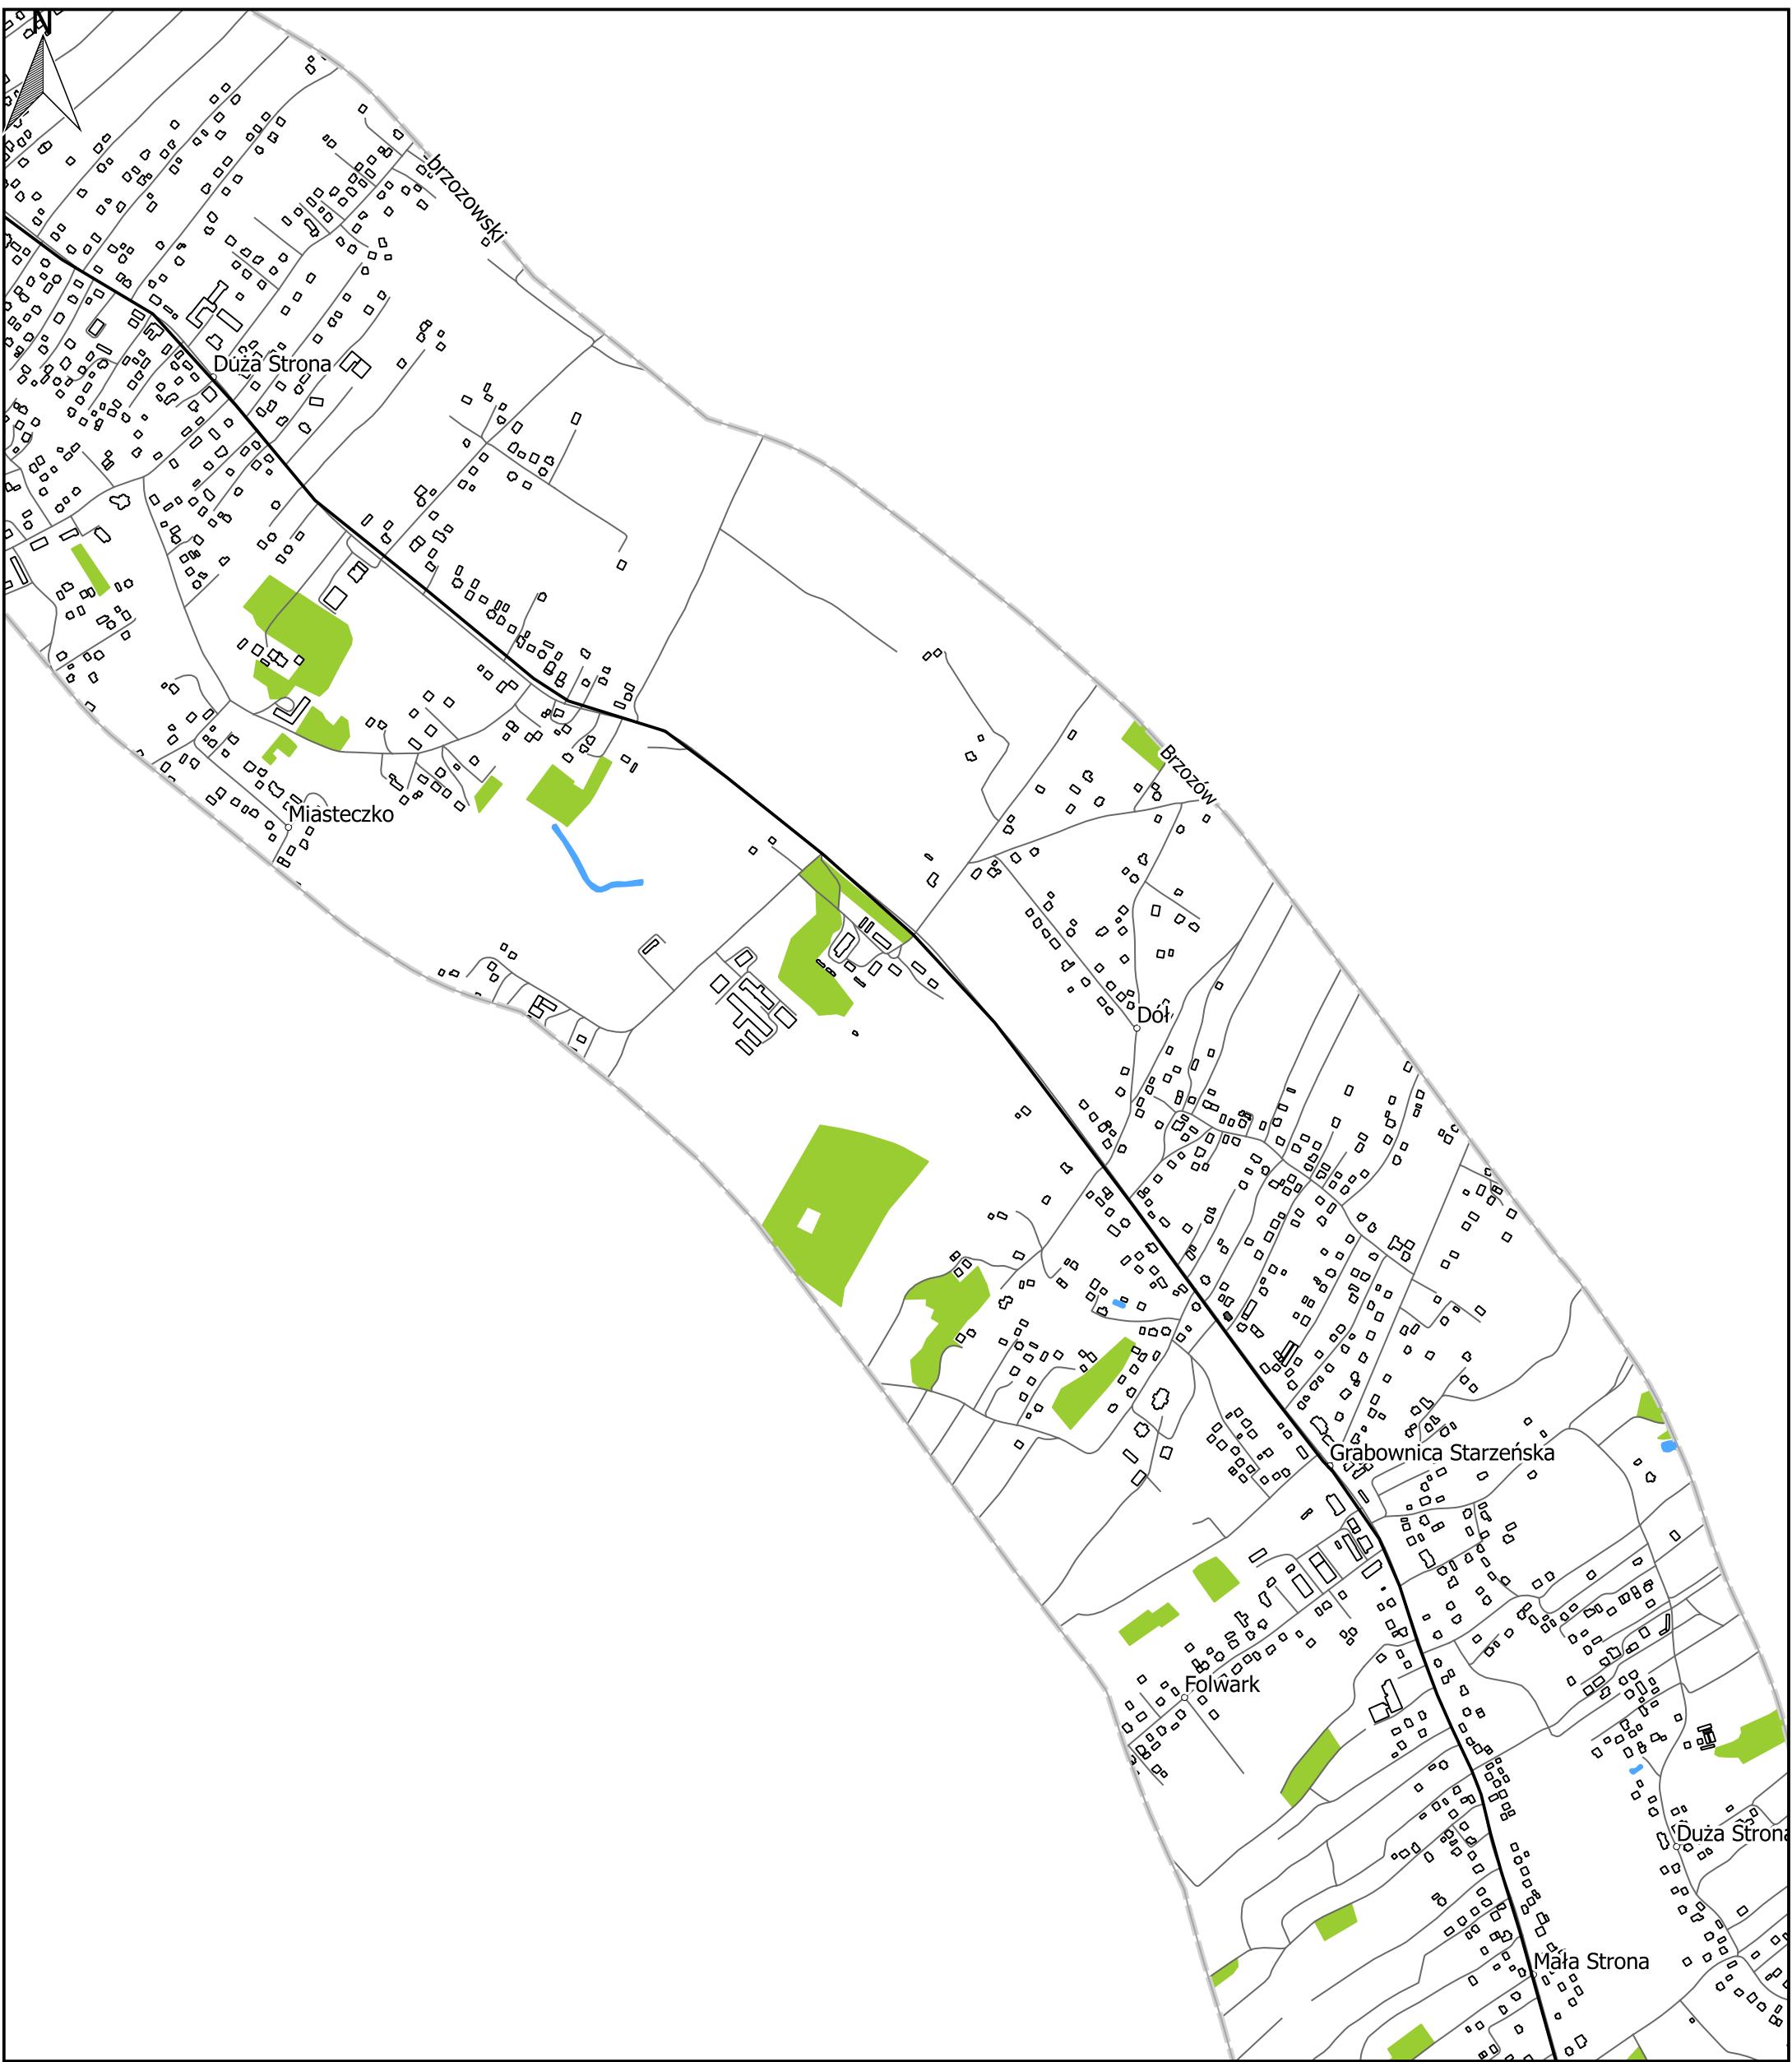 N
brzozowski
Duża Strona
Brzozów
Miasteczko
Dół
Grabownica Starzeńska
Folwark
Duża Strona
Mała Strona